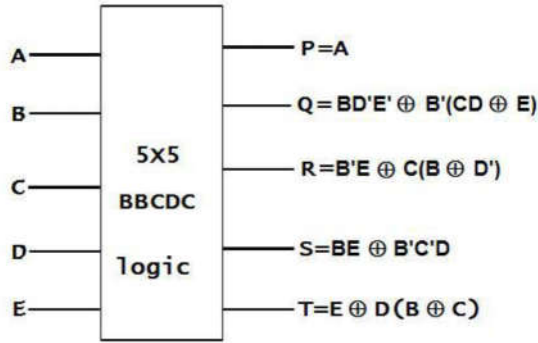 A
B
C
D
E
5X5
BBCDC
logic
P=A
Q=BD'E' ⊕ B'(CD ⊕ E)
R=B'E ⊕ C(B ⊕ D')
S=BE ⊕ B'C'D
T=E ⊕ D(B ⊕ C)